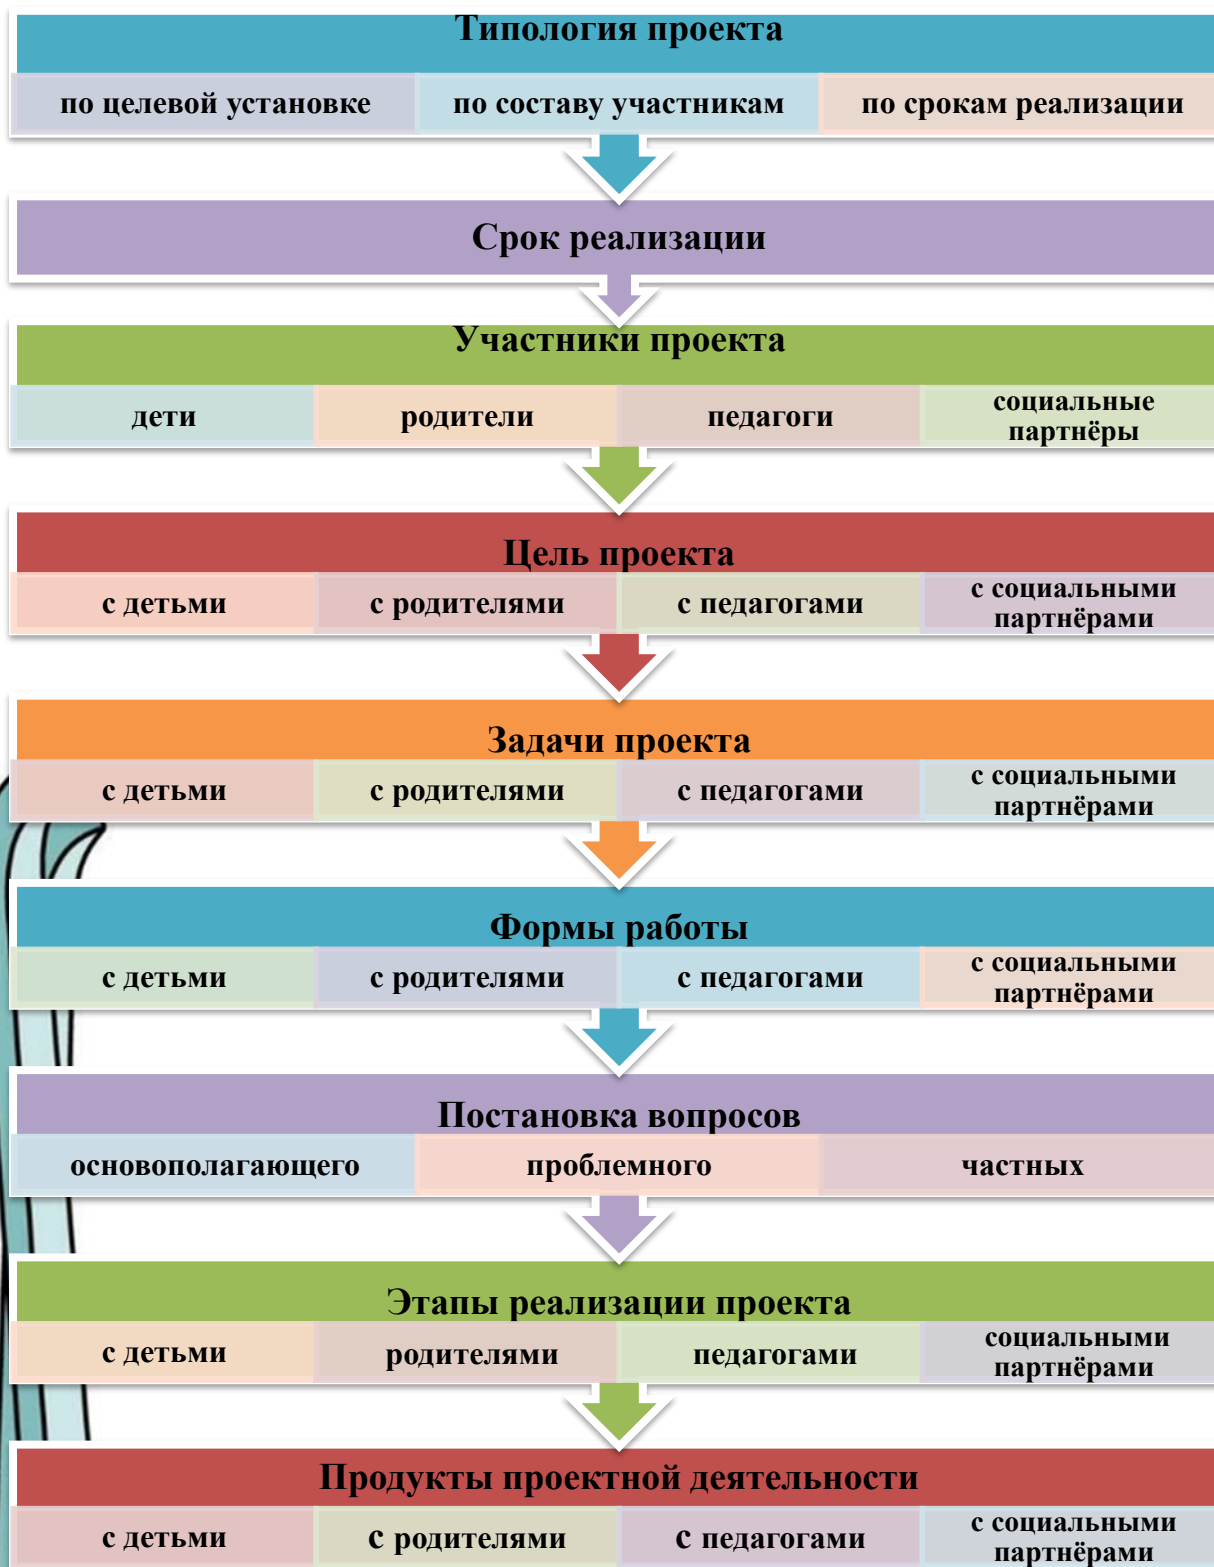 Типология проекта
по целевой установке
по составу участникам
по срокам реализации
Срок реализации
Участники проекта
дети
родители
педагоги
социальные
партнёры
Цель проекта
с детьми
с родителями
с педагогами
с социальными
партнёрами
Задачи проекта
с детьми
с родителями
с педагогами
с социальными
партнёрами
Формы работы
с детьми
с родителями
с педагогами
с социальными
партнёрами
Постановка вопросов
основополагающего
проблемного
частных
Этапы реализации проекта
с детьми
родителями
педагогами
социальными
партнёрами
Продукты проектной деятельности
с детьми
с родителями
с педагогами
с социальными
партнёрами